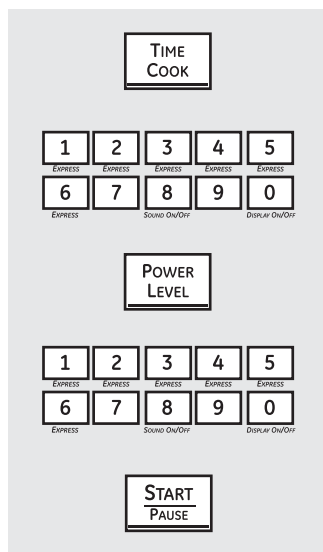 TIME
COOK
1 2 3 4 5
EXPRESS EXPRESS EXPRESS EXPRESS EXPRESS
6 7 8 9 0
EXPRESS SOUND ON/OFF DISPLAY ON/OFF
POWER
LEVEL
1 2 3 4 5
EXPRESS EXPRESS EXPRESS EXPRESS EXPRESS
6 7 8 9 0
EXPRESS SOUND ON/OFF DISPLAY ON/OFF
START
PAUSE